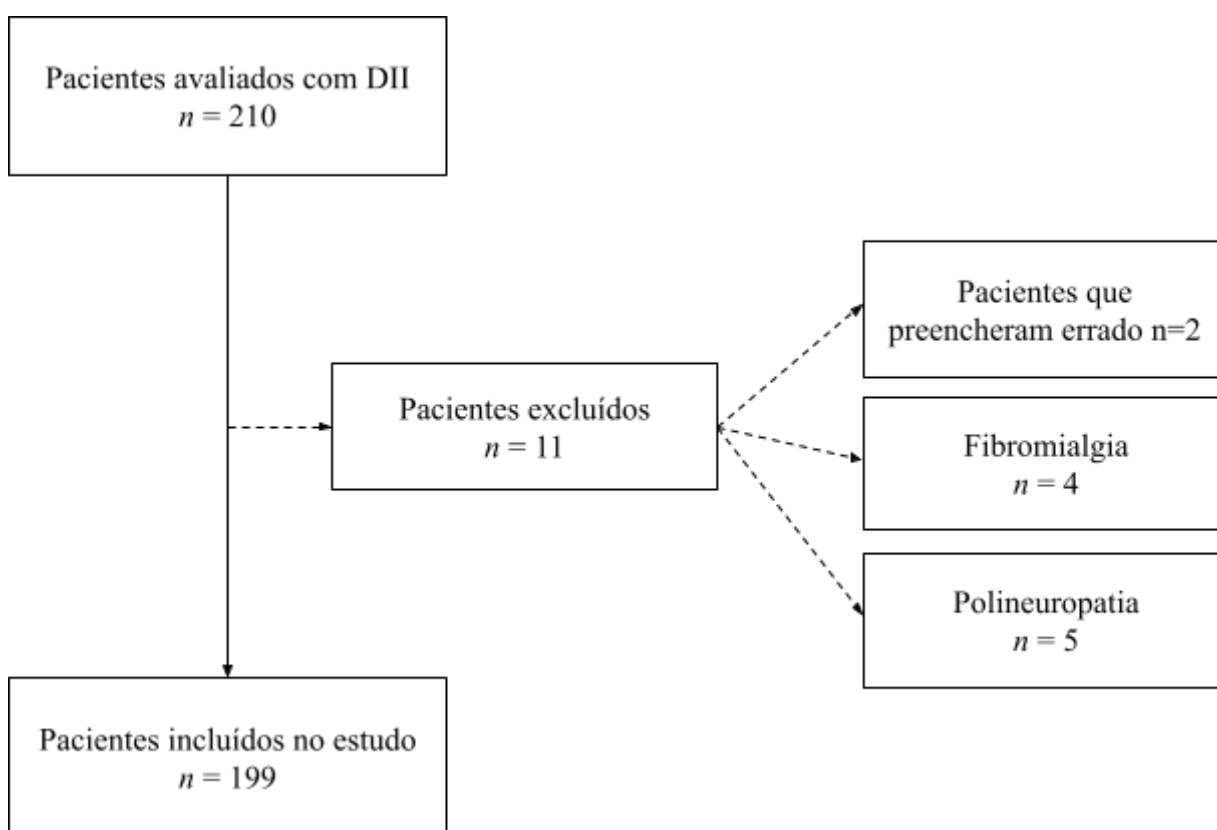 Pacientes avaliados com DII
n = 210
Pacientes que
preencheram errado n=2
Pacientes excluídos
n = 11
Fibromialgia
n = 4
Polineuropatia
n = 5
Pacientes incluídos no estudo
n = 199